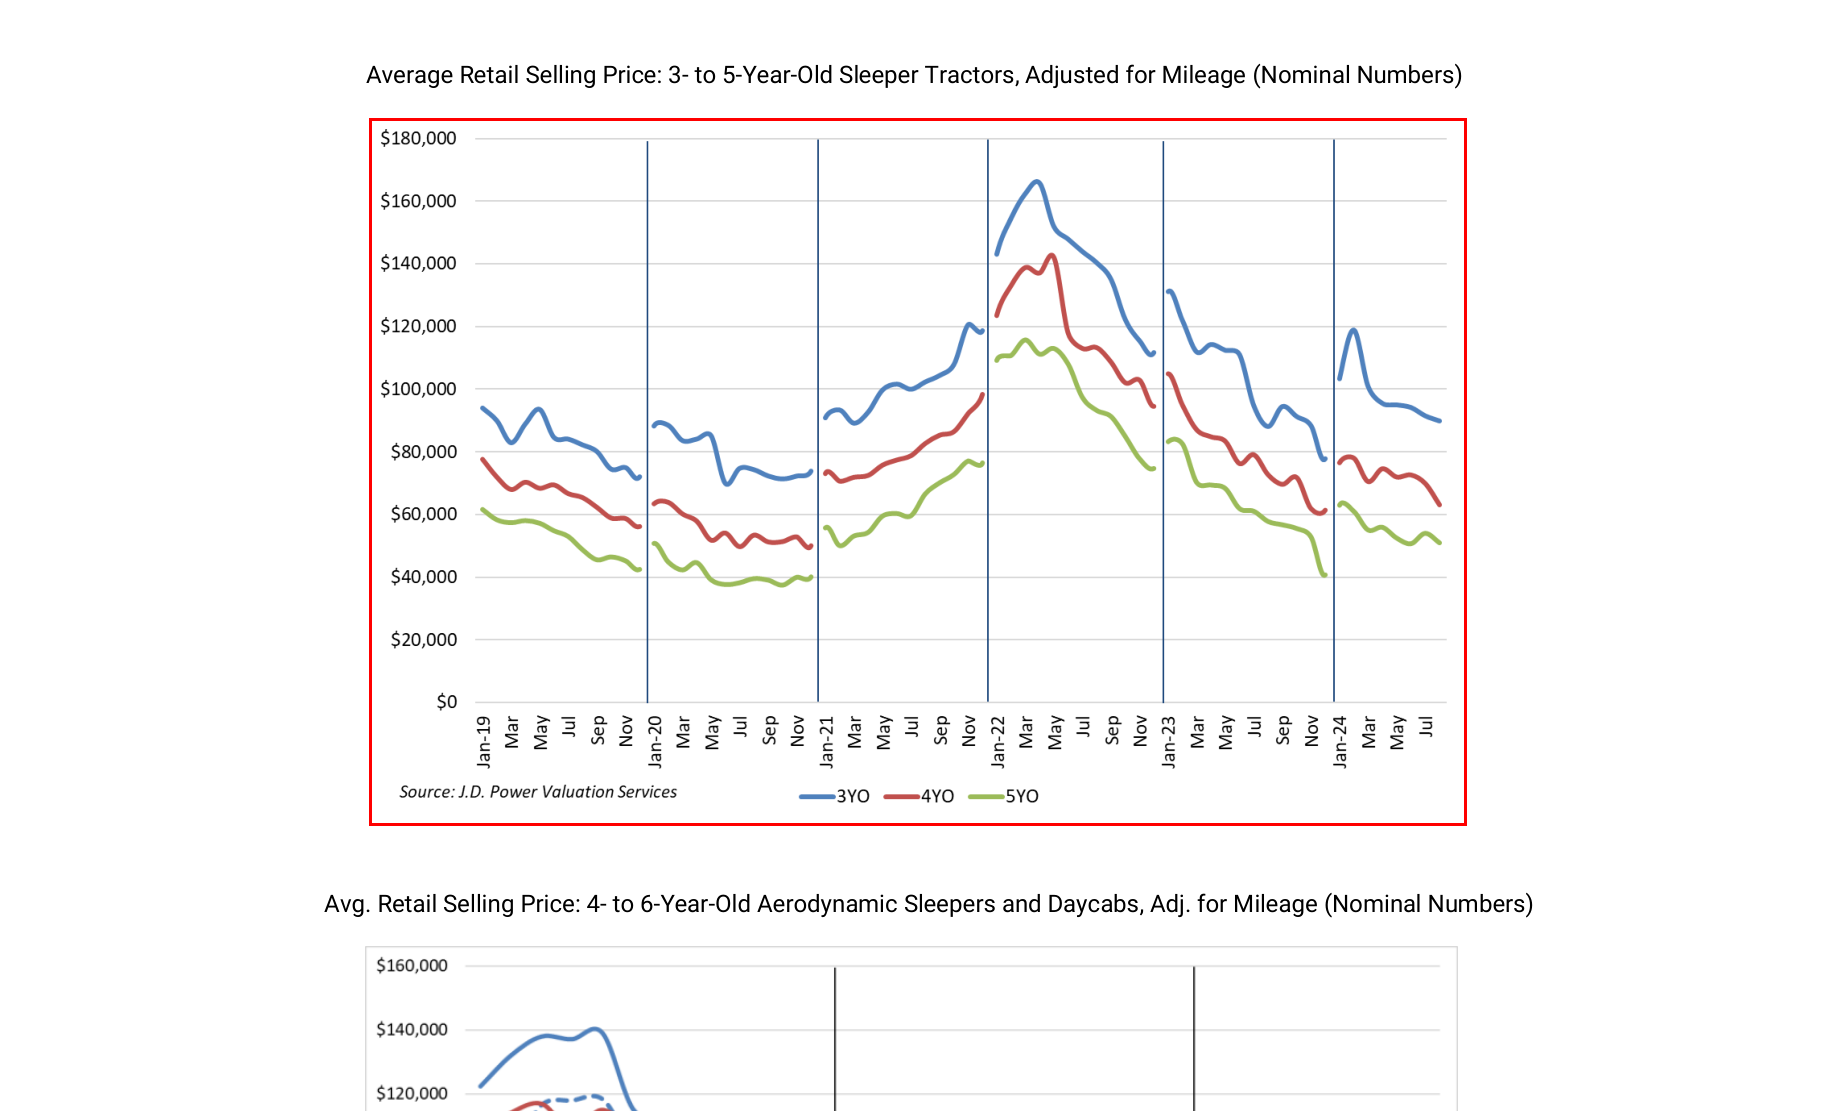 Average Retail Selling Price: 3- to 5-Year-Old Sleeper Tractors, Adjusted for Mileage (Nominal Numbers)
$180,000
$160,000
$140,000
$120,000
$100,000
$80,000
$60,000
$40,000
$20,000
$0
Jan-19 Mar May Jul Sep Nov Jan-20 Mar May Jul Sep Nov Jan-21 Mar May Jul Sep Nov Jan-22 Mar May Jul Sep Nov Jan-23 Mar May Jul Sep Nov Jan-24 Mar May Jul
Source: J.D. Power Valuation Services
3YO 4YO 5YO
Avg. Retail Selling Price: 4- to 6-Year-Old Aerodynamic Sleepers and Daycabs, Adj. for Mileage (Nominal Numbers)
$160,000
$140,000
$120,000